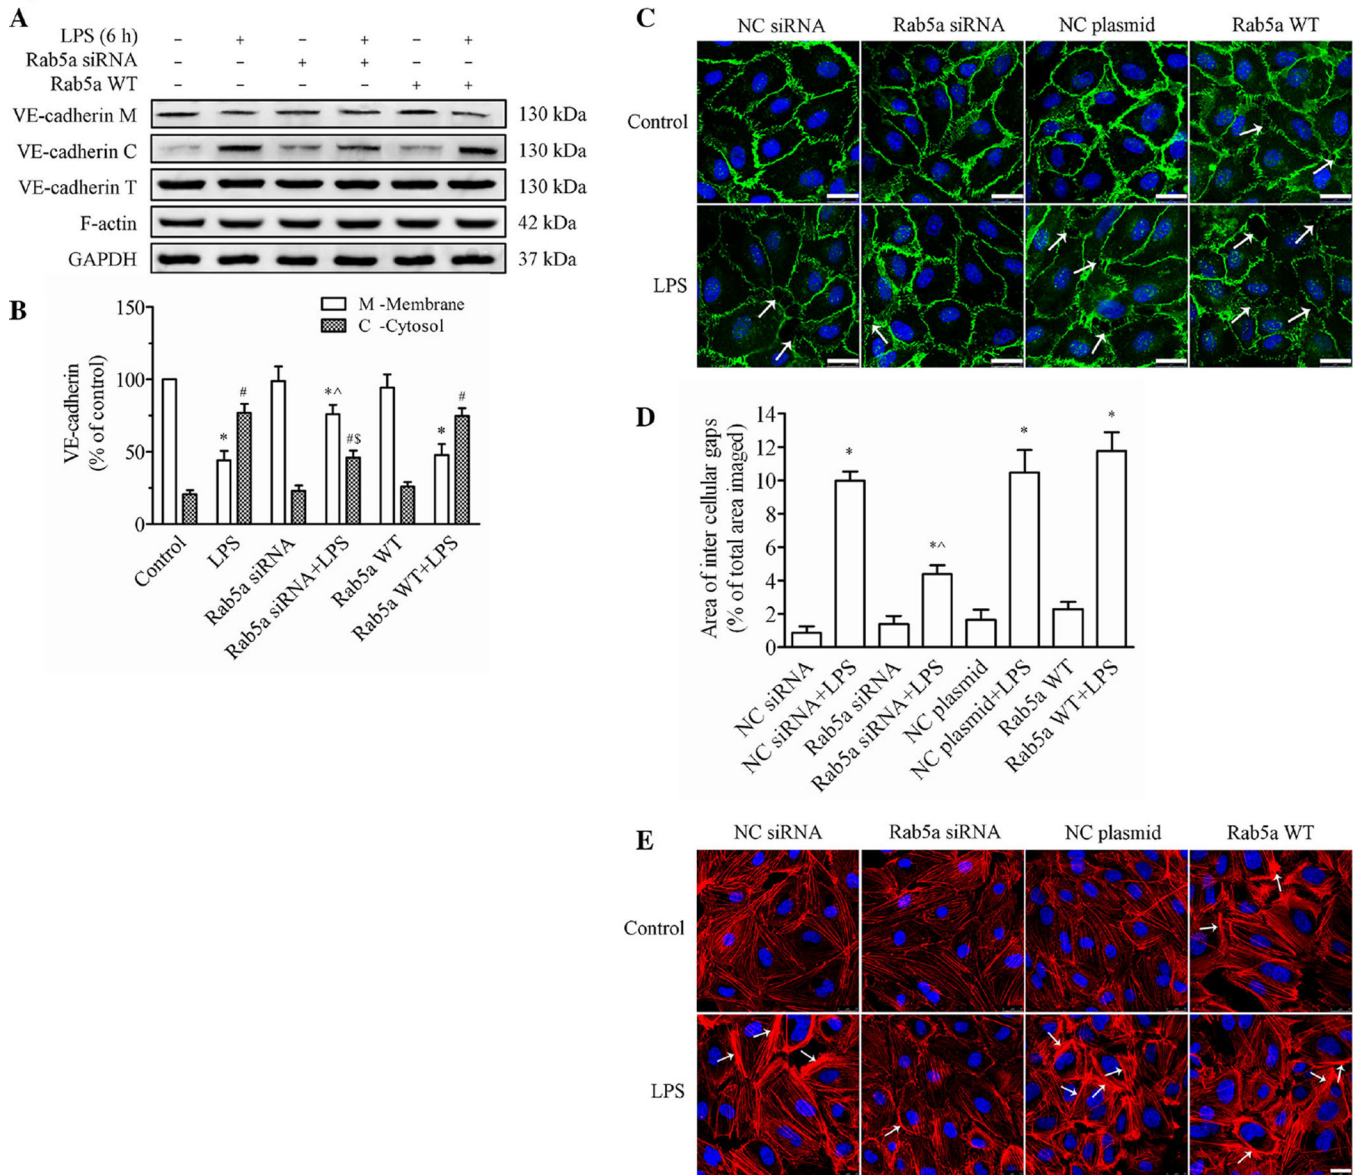 A
LPS (6 h) – + – + – +
Rab5a siRNA – – + + – –
Rab5a WT – – – – + +
VE-cadherin M 130 kDa
VE-cadherin C 130 kDa
VE-cadherin T 130 kDa
F-actin 42 kDa
GAPDH 37 kDa
B
150
100
50
0
VE-cadherin
(% of control)
M -Membrane
C -Cytosol
* # *^ #$ * #
Control
LPS
Rab5a siRNA
Rab5a siRNA+LPS
Rab5a WT
Rab5a WT+LPS
C
NC siRNA Rab5a siRNA NC plasmid Rab5a WT
Control
LPS
D
14
12
10
8
6
4
2
0
Area of inter cellular gaps
(% of total area imaged)
* *^ * *
NC siRNA
NC siRNA+LPS
Rab5a siRNA
Rab5a siRNA+LPS
NC plasmid
NC plasmid+LPS
Rab5a WT
Rab5a WT+LPS
E
NC siRNA Rab5a siRNA NC plasmid Rab5a WT
Control
LPS